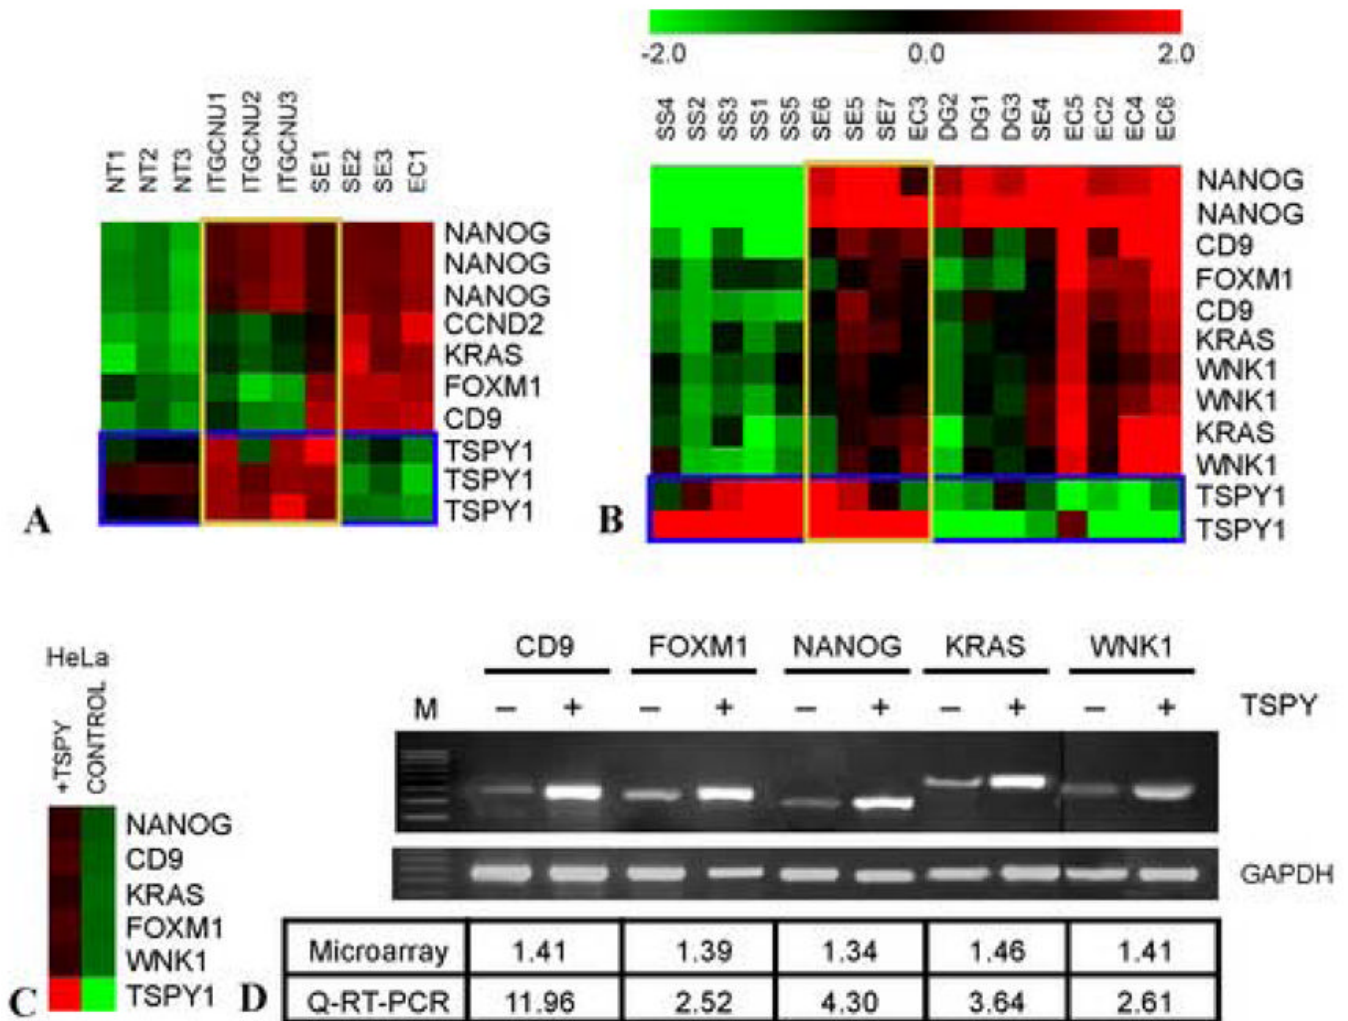 -2.0 0.0 2.0
NT1 NT2 NT3 ITGCNU1 ITGCNU2 ITGCNU3 SE1 SE2 SE3 EC1
NANOG
NANOG
NANOG
CCND2
KRAS
FOXM1
CD9
TSPY1
TSPY1
TSPY1
A
SS4 SS2 SS3 SS1 SS5 SE6 SE5 SE7 EC3 DG2 DG1 DG3 SE4 EC5 EC2 EC4 EC6
NANOG
NANOG
CD9
FOXM1
CD9
KRAS
WNK1
WNK1
KRAS
WNK1
TSPY1
TSPY1
B
HeLa
+TSPY CONTROL
NANOG
CD9
KRAS
FOXM1
WNK1
TSPY1
C
CD9 FOXM1 NANOG KRAS WNK1
M – + – + – + – + – + TSPY
GAPDH
Microarray 1.41 1.39 1.34 1.46 1.41
Q-RT-PCR 11.96 2.52 4.30 3.64 2.61
D